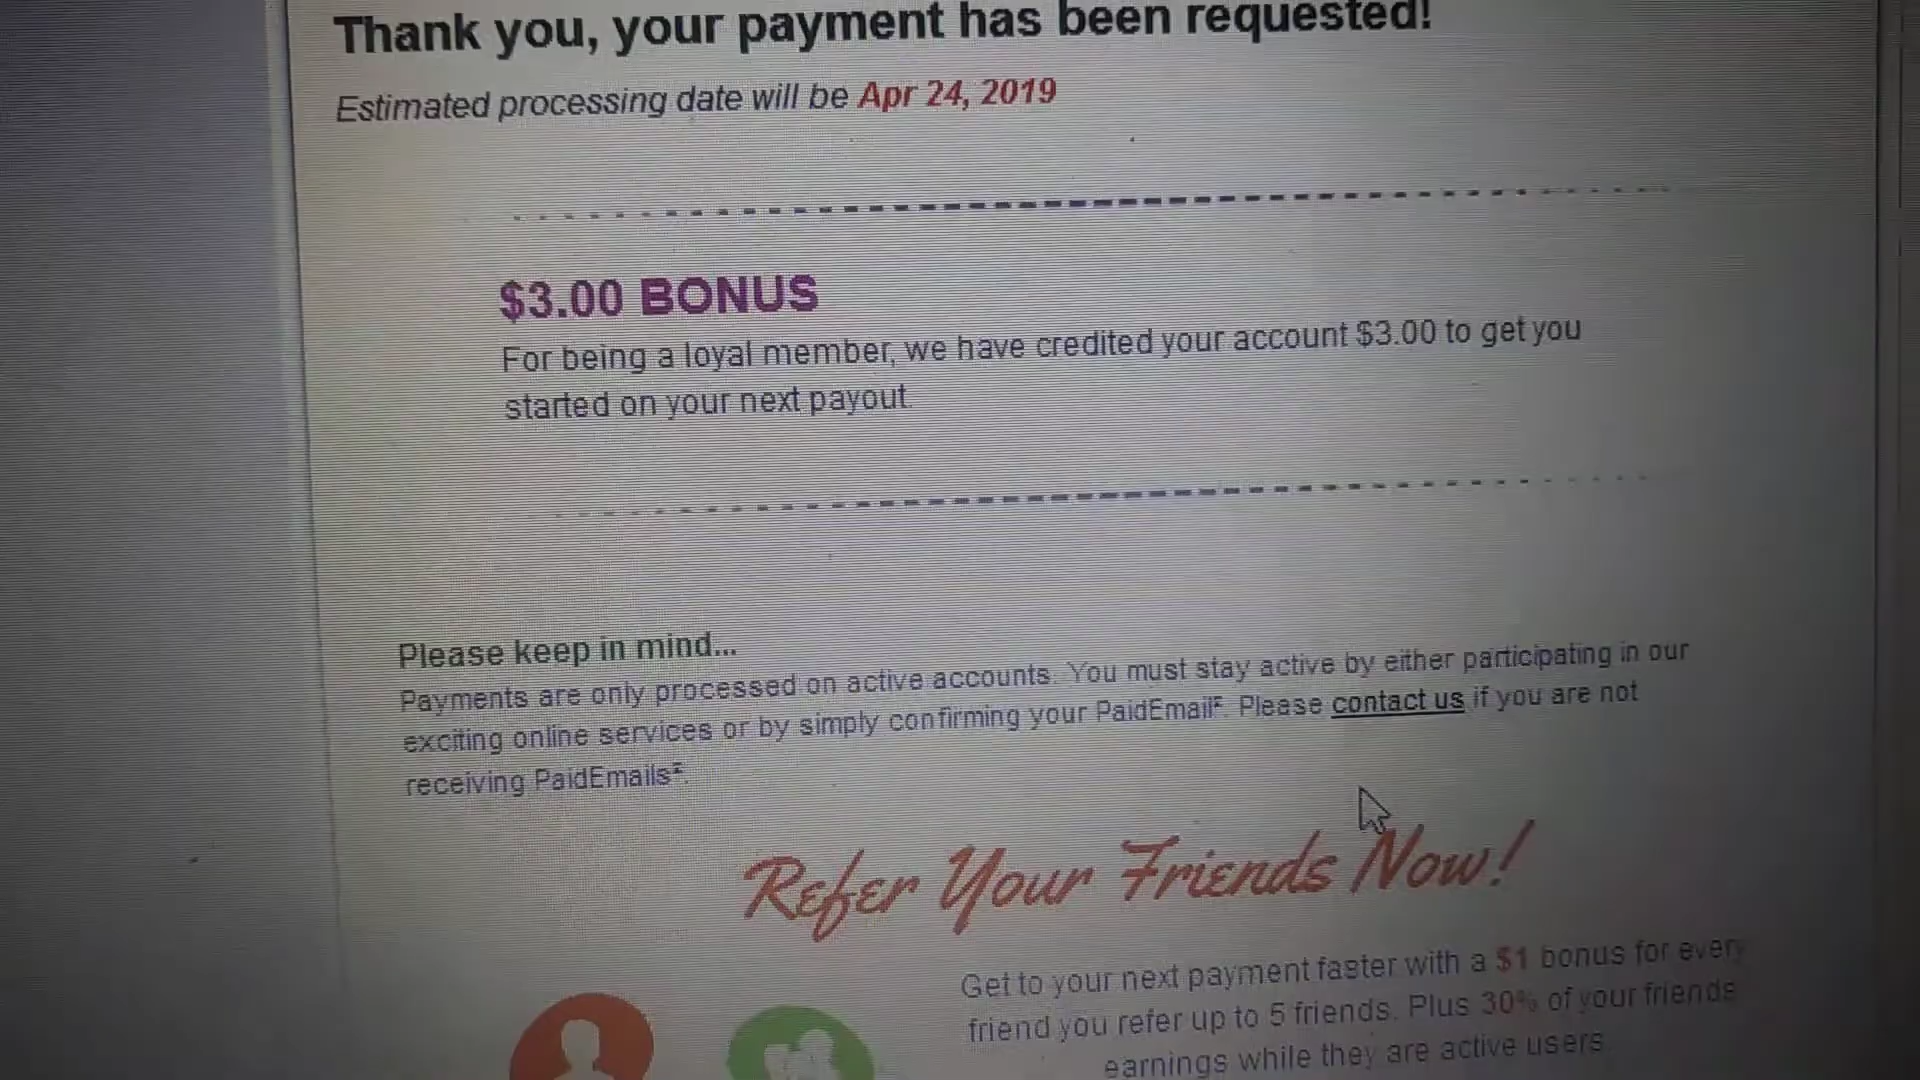 Thank you, your payment has been requested!
Estimated processing date will be Apr 24, 2019
$3.00 BONUS
For being a loyal member, we have credited your account $3.00 to get you
started on your next payout.
Please keep in mind...
Payments are only processed on active accounts. You must stay active by either participating in our
exciting online services or by simply confirming your PaidEmail. Please contact us if you are not
receiving PaidEmails.
Refer Your Friends Now!
Get to your next payment faster with a $1 bonus for every
friend you refer up to 5 friends. Plus 30% of your friends
earnings while they are active users